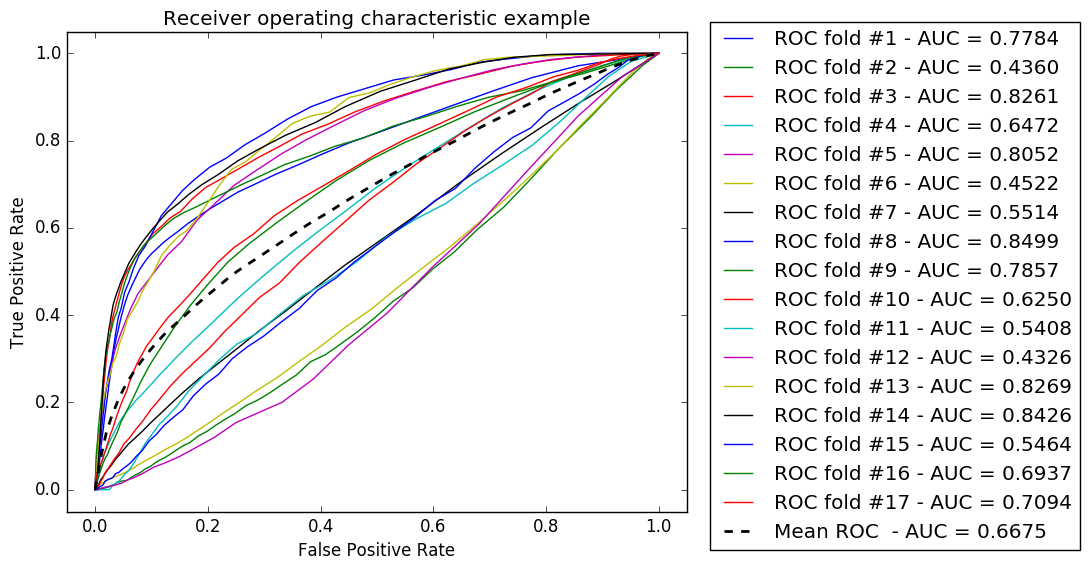 Receiver operating characteristic example
1.0
0.8
0.6
0.4
0.2
0.0
True Positive Rate
0.0 0.2 0.4 0.6 0.8 1.0
False Positive Rate
ROC fold #1 - AUC = 0.7784
ROC fold #2 - AUC = 0.4360
ROC fold #3 - AUC = 0.8261
ROC fold #4 - AUC = 0.6472
ROC fold #5 - AUC = 0.8052
ROC fold #6 - AUC = 0.4522
ROC fold #7 - AUC = 0.5514
ROC fold #8 - AUC = 0.8499
ROC fold #9 - AUC = 0.7857
ROC fold #10 - AUC = 0.6250
ROC fold #11 - AUC = 0.5408
ROC fold #12 - AUC = 0.4326
ROC fold #13 - AUC = 0.8269
ROC fold #14 - AUC = 0.8426
ROC fold #15 - AUC = 0.5464
ROC fold #16 - AUC = 0.6937
ROC fold #17 - AUC = 0.7094
Mean ROC  - AUC = 0.6675